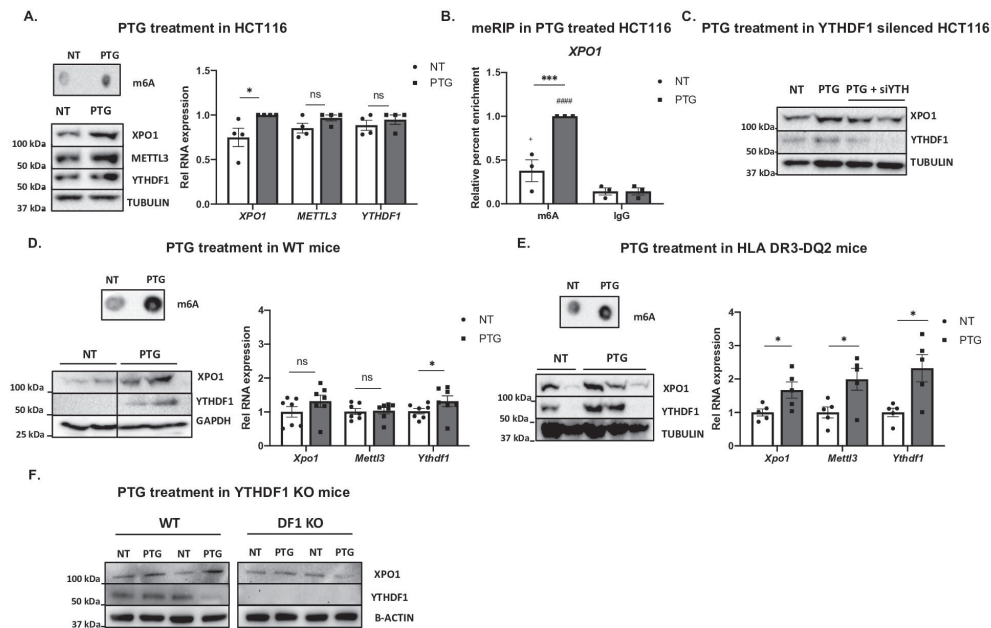 A.
PTG treatment in HCT116
NT PTG
m6A
NT PTG
XPO1
100 kDa
METTL3
50 kDa
YTHDF1
50 kDa
TUBULIN
37 kDa
Rel RNA expression
1.5
1.0
0.5
0.0
* ns ns
NT
PTG
XPO1 METTL3 YTHDF1
B.
meRIP in PTG treated HCT116
XPO1
Relative percent enrichment
1.5
1.0
0.5
0.0
***
####
+
NT
PTG
m6A IgG
C.
PTG treatment in YTHDF1 silenced HCT116
NT PTG PTG + siYTH
XPO1
100 kDa
YTHDF1
50 kDa
TUBULIN
37 kDa
D.
PTG treatment in WT mice
NT PTG
m6A
NT PTG
XPO1
100 kDa
YTHDF1
50 kDa
GAPDH
25 kDa
Rel RNA expression
4
3
2
1
0
ns ns *
NT
PTG
Xpo1 Mettl3 Ythdf1
E.
PTG treatment in HLA DR3-DQ2 mice
NT PTG
m6A
NT PTG
XPO1
100 kDa
YTHDF1
50 kDa
TUBULIN
37 kDa
Rel RNA expression
4
3
2
1
0
* * *
NT
PTG
Xpo1 Mettl3 Ythdf1
F.
PTG treatment in YTHDF1 KO mice
WT DF1 KO
NT PTG NT PTG NT PTG NT PTG
XPO1
100 kDa
YTHDF1
50 kDa
B-ACTIN
37 kDa